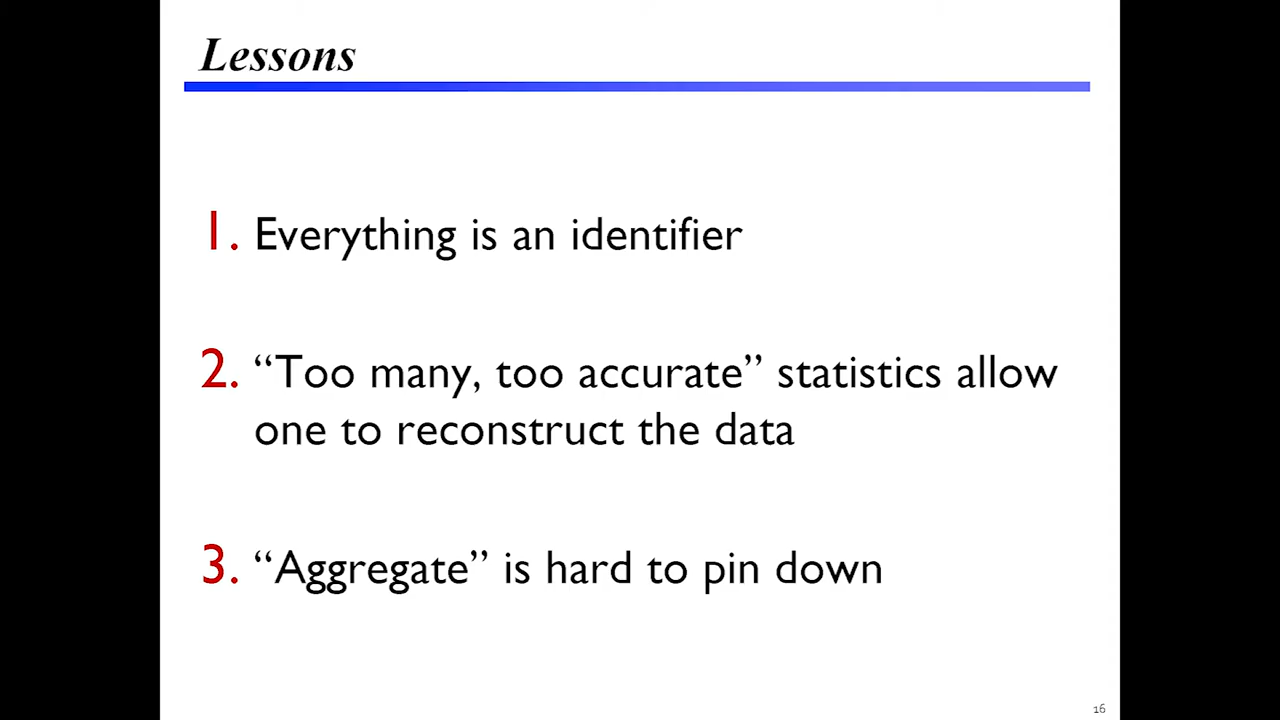 Lessons
1. Everything is an identifier
2. “Too many, too accurate” statistics allow
one to reconstruct the data
3. “Aggregate” is hard to pin down
16